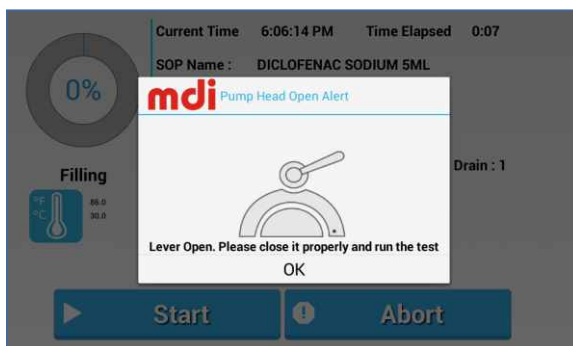 Current Time 6:06:14 PM Time Elapsed 0:07
SOP Name : DICLOFENAC SODIUM 5ML
0%
mdi Pump Head Open Alert
Drain : 1
Filling
°F 86.0
°C 30.0
Lever Open. Please close it properly and run the test
OK
Start
Abort